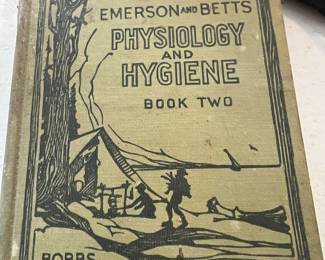 EMERSON AND BETTS
PHYSIOLOGY
AND
HYGIENE
BOOK TWO
BOBBS